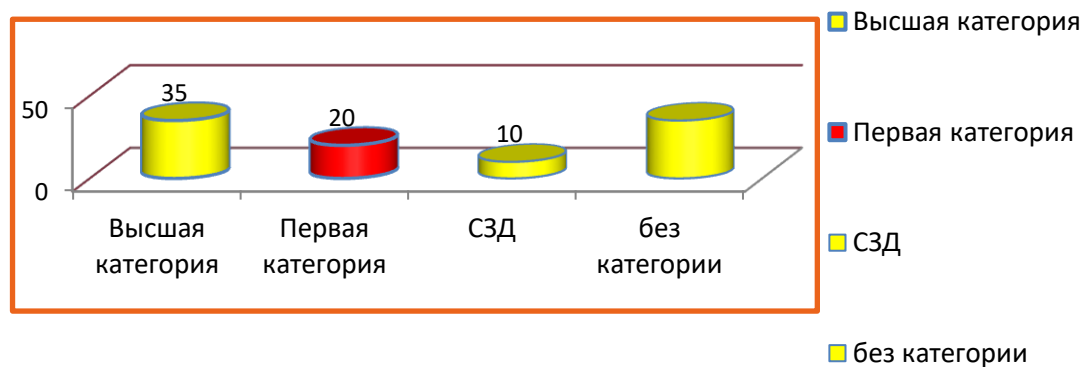 50
0
35
20
10
Высшая
категория
Первая
категория
СЗД
без
категории
Высшая категория
Первая категория
СЗД
без категории